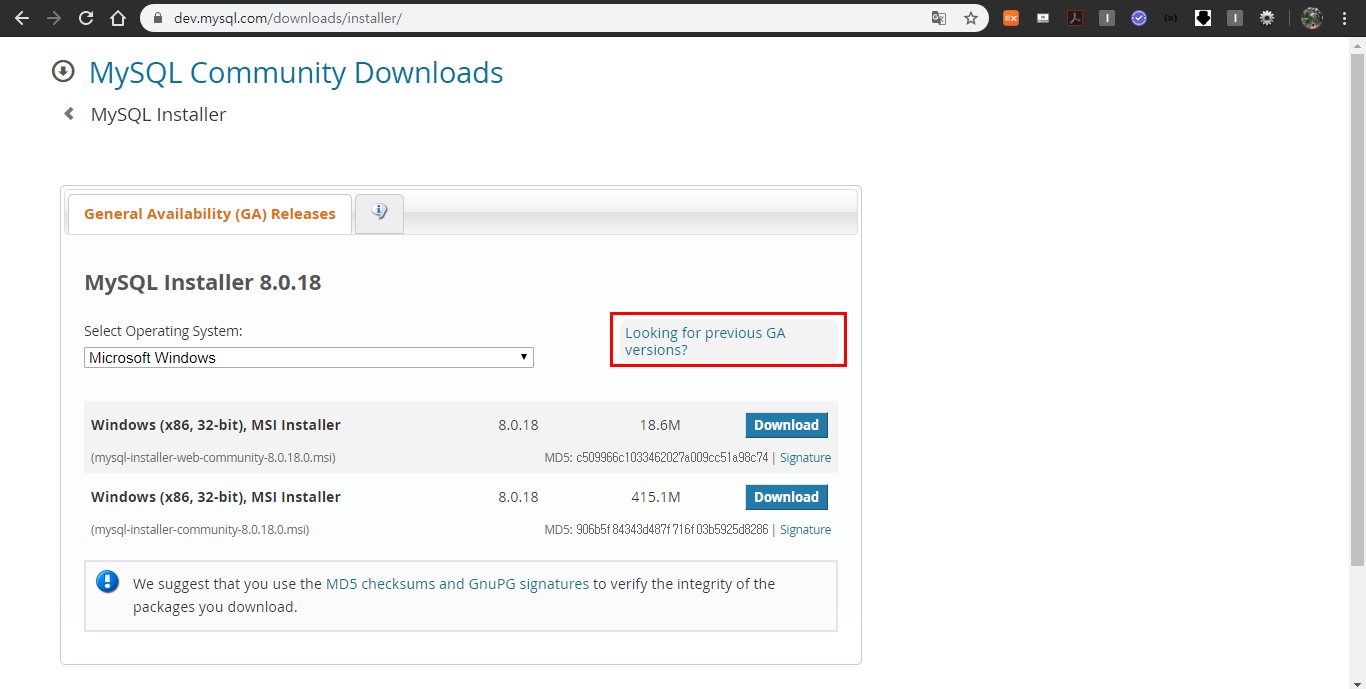 dev.mysql.com/downloads/installer/
MySQL Community Downloads
MySQL Installer
General Availability (GA) Releases
MySQL Installer 8.0.18
Select Operating System:
Looking for previous GA
versions?
Microsoft Windows
Windows (x86, 32-bit), MSI Installer 8.0.18 18.6M Download
(mysql-installer-web-community-8.0.18.0.msi) MD5: c509966c1033462027a009cc51a98c74 | Signature
Windows (x86, 32-bit), MSI Installer 8.0.18 415.1M Download
(mysql-installer-community-8.0.18.0.msi) MD5: 906b5f84343d487f716f03b5925d8286 | Signature
We suggest that you use the MD5 checksums and GnuPG signatures to verify the integrity of the
packages you download.